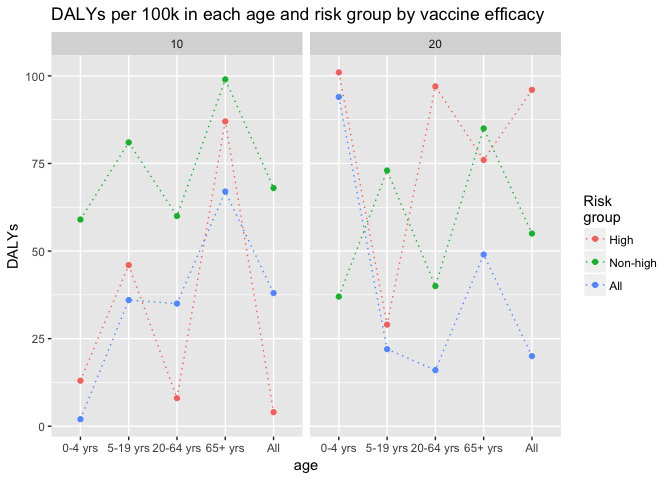 DALYs per 100k in each age and risk group by vaccine efficacy
10
20
100
75
50
25
0
DALYs
0-4 yrs 5-19 yrs 20-64 yrs 65+ yrs All
0-4 yrs 5-19 yrs 20-64 yrs 65+ yrs All
age
Risk
group
High
Non-high
All